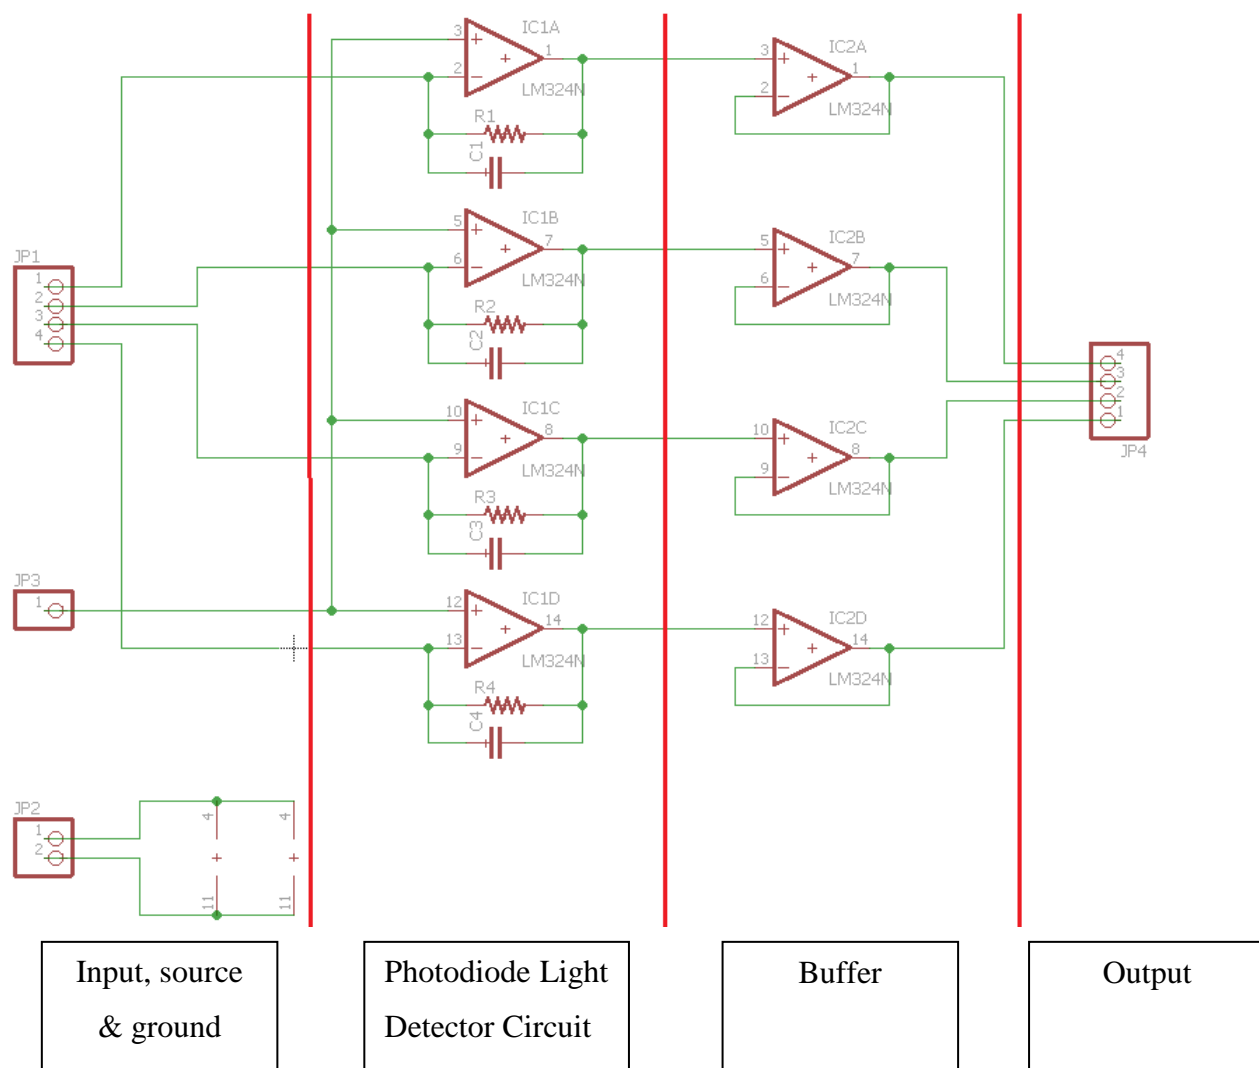 IC1A
3
1
2
LM324N
R1
C1
IC2A
3
1
2
LM324N
IC1B
5
7
6
LM324N
R2
C2
IC2B
5
7
6
LM324N
JP1
1
2
3
4
IC1C
10
8
9
LM324N
R3
C3
IC2C
10
8
9
LM324N
4
3
2
1
JP4
JP3
1
IC1D
12
14
13
LM324N
R4
C4
IC2D
12
14
13
LM324N
JP2
1
2
4
4
11
11
Input, source
& ground
Photodiode Light
Detector Circuit
Buffer
Output